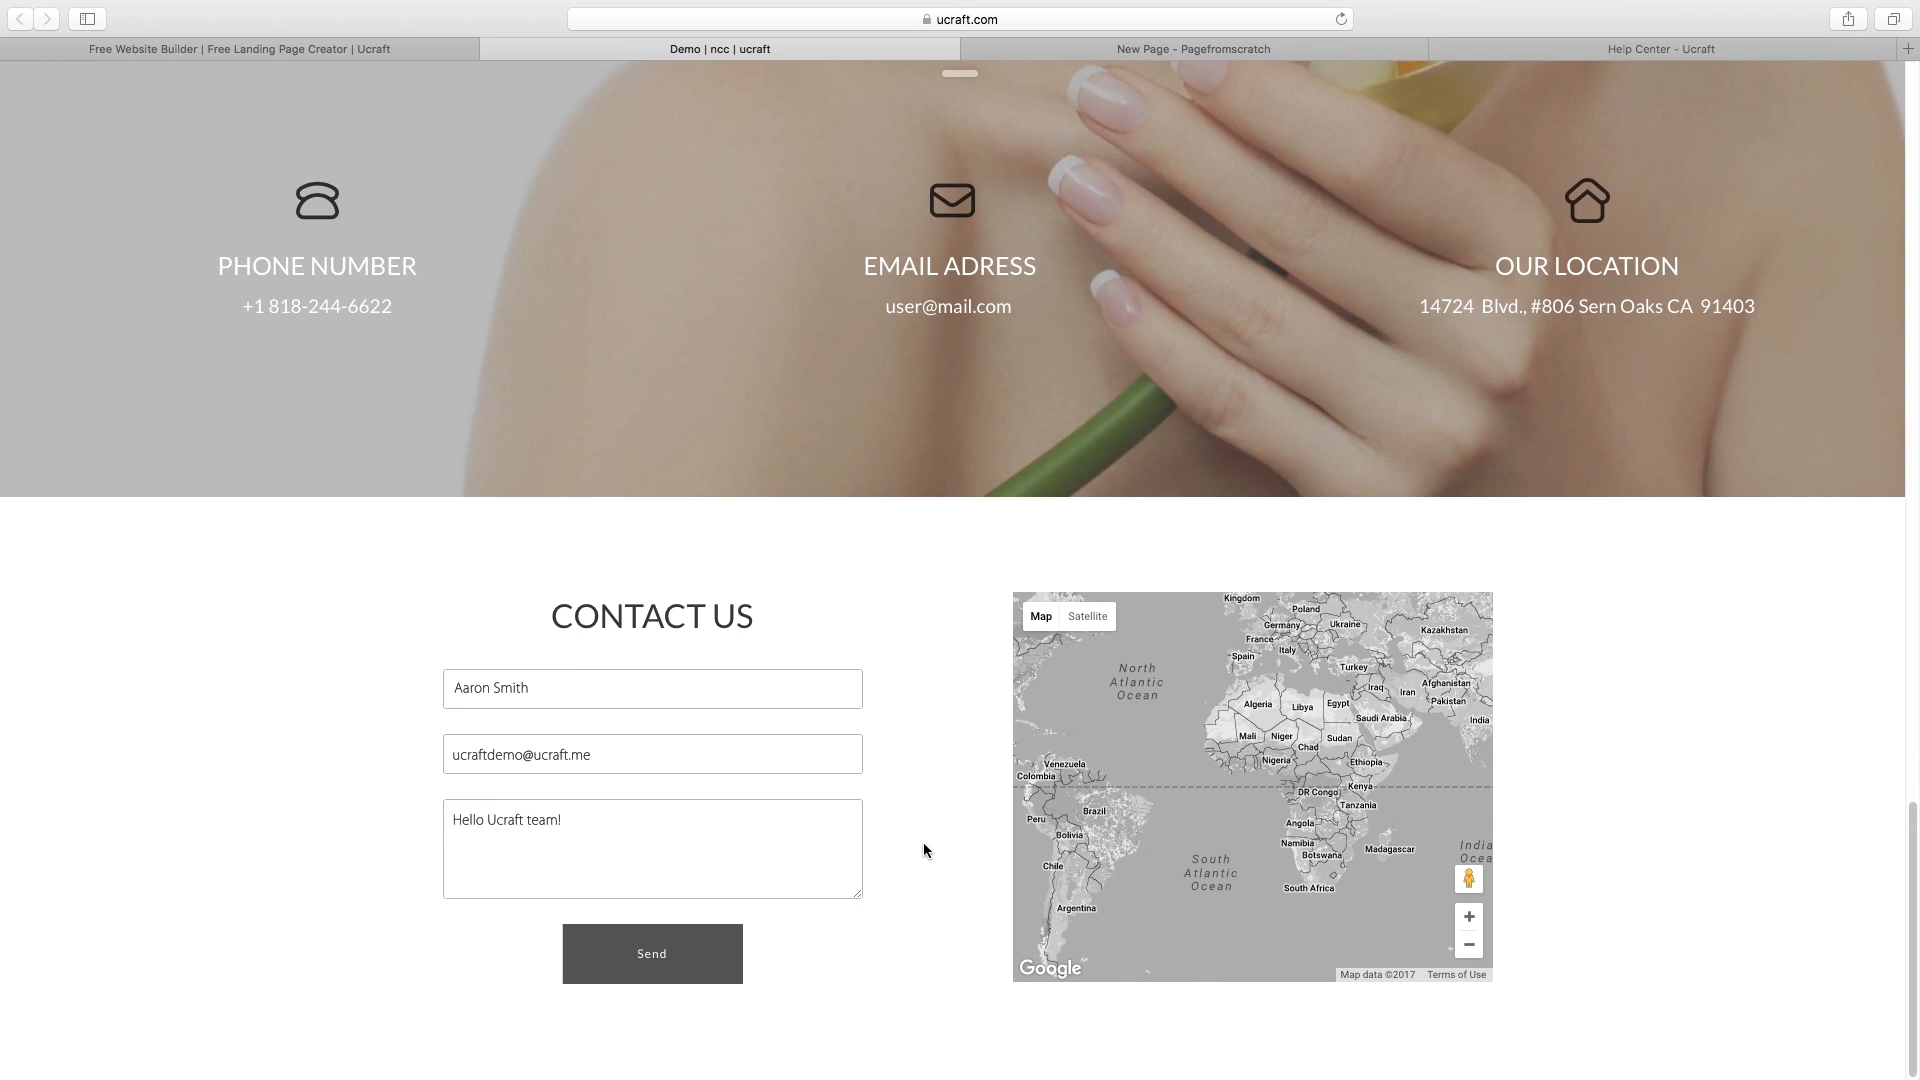 ucraft.com
Free Website Builder | Free Landing Page Creator | Ucraft
Demo | ncc | ucraft
New Page - Pagefromscratch
Help Center - Ucraft
PHONE NUMBER
+1 818-244-6622
EMAIL ADRESS
user@mail.com
OUR LOCATION
14724 Blvd., #806 Sern Oaks CA 91403
CONTACT US
Aaron Smith
ucraftdemo@ucraft.me
Hello Ucraft team!
Send
Map
Satellite
Kingdom
Poland
Germany
Ukraine
Kazakhstan
France
Italy
Spain
Turkey
North
Atlantic
Ocean
Iraq
Iran
Afghanistan
Pakistan
Algeria
Libya
Egypt
Saudi Arabia
India
Mali
Niger
Sudan
Chad
Nigeria
Ethiopia
Venezuela
Colombia
Kenya
DR Congo
Tanzania
Brazil
Peru
Angola
Bolivia
Namibia
Botswana
Madagascar
India
Ocea
Chile
South
Atlantic
Ocean
South Africa
Argentina
Google
Map data ©2017
Terms of Use